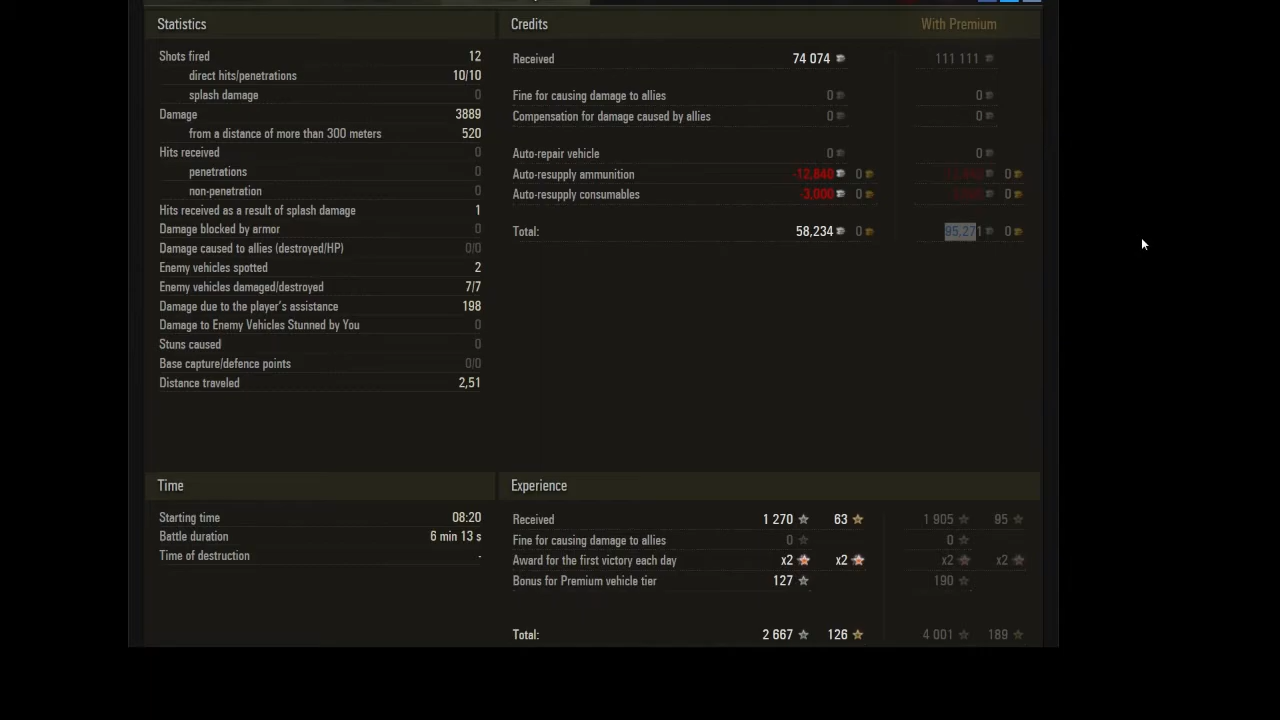 Statistics
Shots fired 12
direct hits/penetrations 10/10
splash damage 0
Damage 3889
from a distance of more than 300 meters 520
Hits received 0
penetrations 0
non-penetration 0
Hits received as a result of splash damage 1
Damage blocked by armor 0
Damage caused to allies (destroyed/HP) 0/0
Enemy vehicles spotted 2
Enemy vehicles damaged/destroyed 7/7
Damage due to the player's assistance 198
Damage to Enemy Vehicles Stunned by You 0
Stuns caused 0
Base capture/defence points 0/0
Distance traveled 2,51
Credits With Premium
Received 74 074 111 111
Fine for causing damage to allies 0 0
Compensation for damage caused by allies 0 0
Auto-repair vehicle 0 0
Auto-resupply ammunition -12,840 0 0
Auto-resupply consumables -3,000 0 0
Total: 58,234 0 95,271 0
Time
Starting time 08:20
Battle duration 6 min 13 s
Time of destruction -
Experience
Received 1 270 63 1 905 95
Fine for causing damage to allies 0 0
Award for the first victory each day x2 x2 x2 x2
Bonus for Premium vehicle tier 127 190
Total: 2 667 126 4 001 189